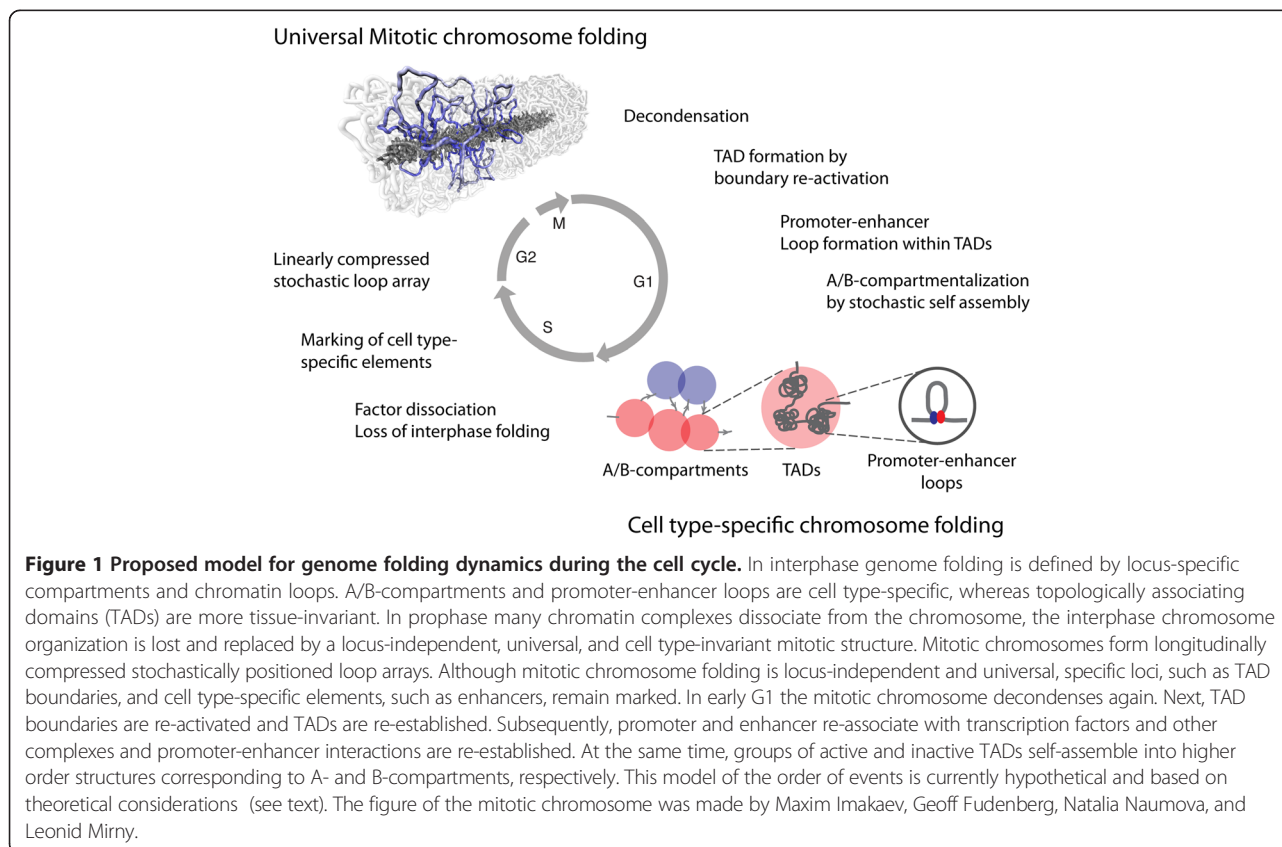 Universal Mitotic chromosome folding
Decondensation
TAD formation by
boundary re-activation
Promoter-enhancer
Loop formation within TADs
A/B-compartmentalization
by stochastic self assembly
M
G2
G1
S
Linearly compressed
stochastic loop array
Marking of cell type-
specific elements
Factor dissociation
Loss of interphase folding
A/B-compartments
TADs
Promoter-enhancer
loops
Cell type-specific chromosome folding
Figure 1 Proposed model for genome folding dynamics during the cell cycle. In interphase genome folding is defined by locus-specific
compartments and chromatin loops. A/B-compartments and promoter-enhancer loops are cell type-specific, whereas topologically associating
domains (TADs) are more tissue-invariant. In prophase many chromatin complexes dissociate from the chromosome, the interphase chromosome
organization is lost and replaced by a locus-independent, universal, and cell type-invariant mitotic structure. Mitotic chromosomes form longitudinally
compressed stochastically positioned loop arrays. Although mitotic chromosome folding is locus-independent and universal, specific loci, such as TAD
boundaries, and cell type-specific elements, such as enhancers, remain marked. In early G1 the mitotic chromosome decondenses again. Next, TAD
boundaries are re-activated and TADs are re-established. Subsequently, promoter and enhancer re-associate with transcription factors and other
complexes and promoter-enhancer interactions are re-established. At the same time, groups of active and inactive TADs self-assemble into higher
order structures corresponding to A- and B-compartments, respectively. This model of the order of events is currently hypothetical and based on
theoretical considerations (see text). The figure of the mitotic chromosome was made by Maxim Imakaev, Geoff Fudenberg, Natalia Naumova, and
Leonid Mirny.